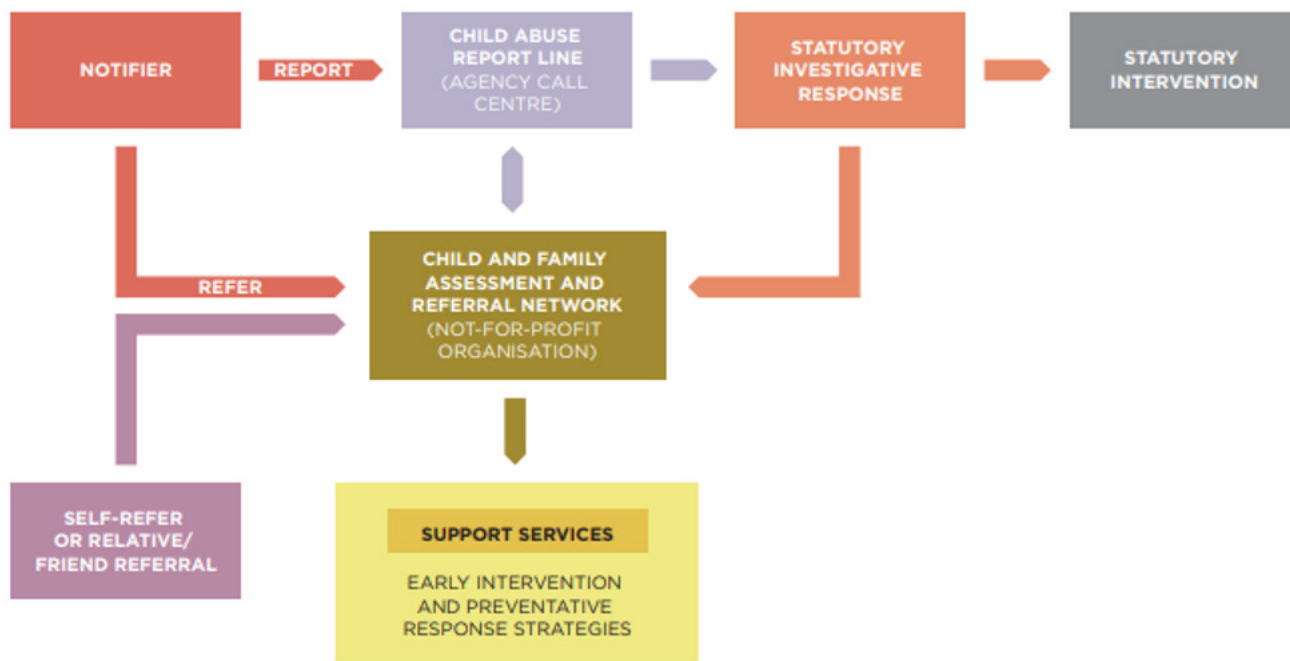 NOTIFIER
REPORT
CHILD ABUSE
REPORT LINE
(AGENCY CALL
CENTRE)
STATUTORY
INVESTIGATIVE
RESPONSE
STATUTORY
INTERVENTION
REFER
CHILD AND FAMILY
ASSESSMENT AND
REFERRAL NETWORK
(NOT-FOR-PROFIT
ORGANISATION)
SELF-REFER
OR RELATIVE/
FRIEND REFERRAL
SUPPORT SERVICES
EARLY INTERVENTION
AND PREVENTATIVE
RESPONSE STRATEGIES